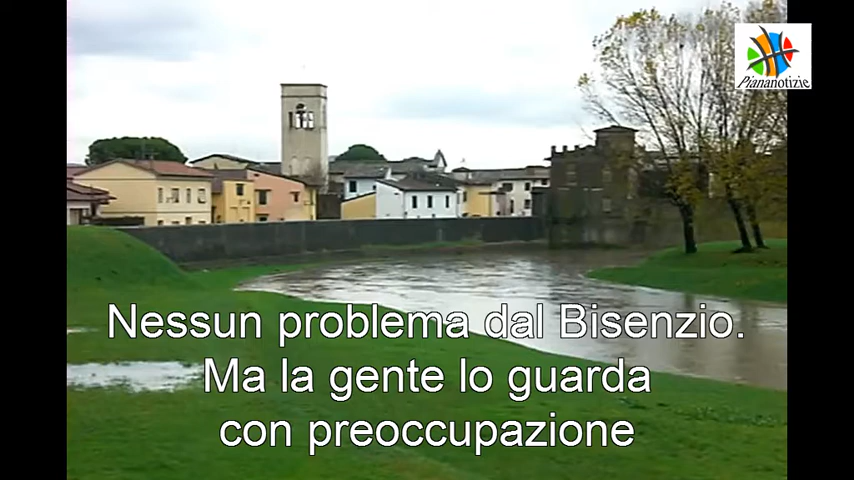 Piananotizie
Nessun problema dal Bisenzio.
Ma la gente lo guarda
con preoccupazione